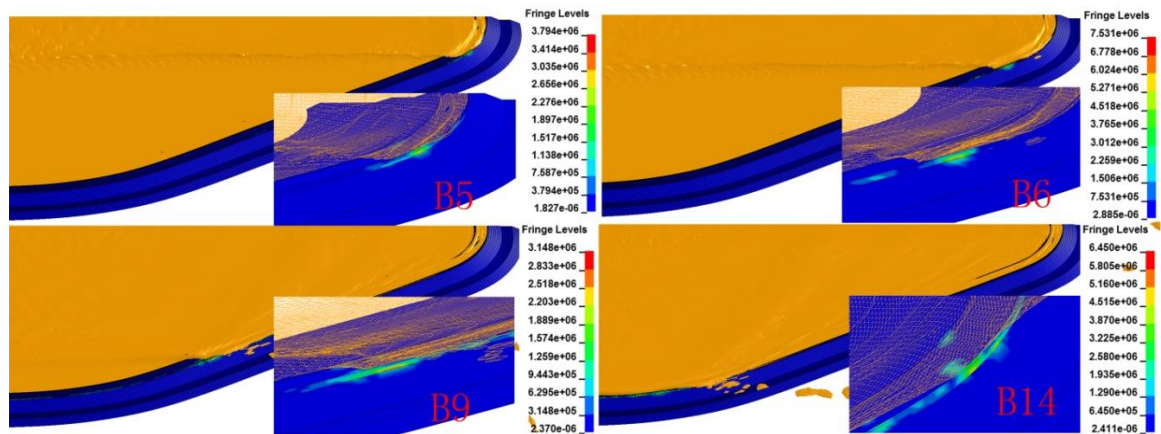 Fringe Levels
3.794e+06
3.414e+06
3.035e+06
2.656e+06
2.276e+06
1.897e+06
1.517e+06
1.138e+06
7.587e+05
3.794e+05
1.827e-06
B5
Fringe Levels
7.531e+06
6.778e+06
6.024e+06
5.271e+06
4.518e+06
3.765e+06
3.012e+06
2.259e+06
1.506e+06
7.531e+05
2.885e-06
B6
Fringe Levels
3.148e+06
2.833e+06
2.518e+06
2.203e+06
1.889e+06
1.574e+06
1.259e+06
9.443e+05
6.295e+05
3.148e+05
2.370e-06
B9
Fringe Levels
6.450e+06
5.805e+06
5.160e+06
4.515e+06
3.870e+06
3.225e+06
2.580e+06
1.935e+06
1.290e+06
6.450e+05
2.411e-06
B14